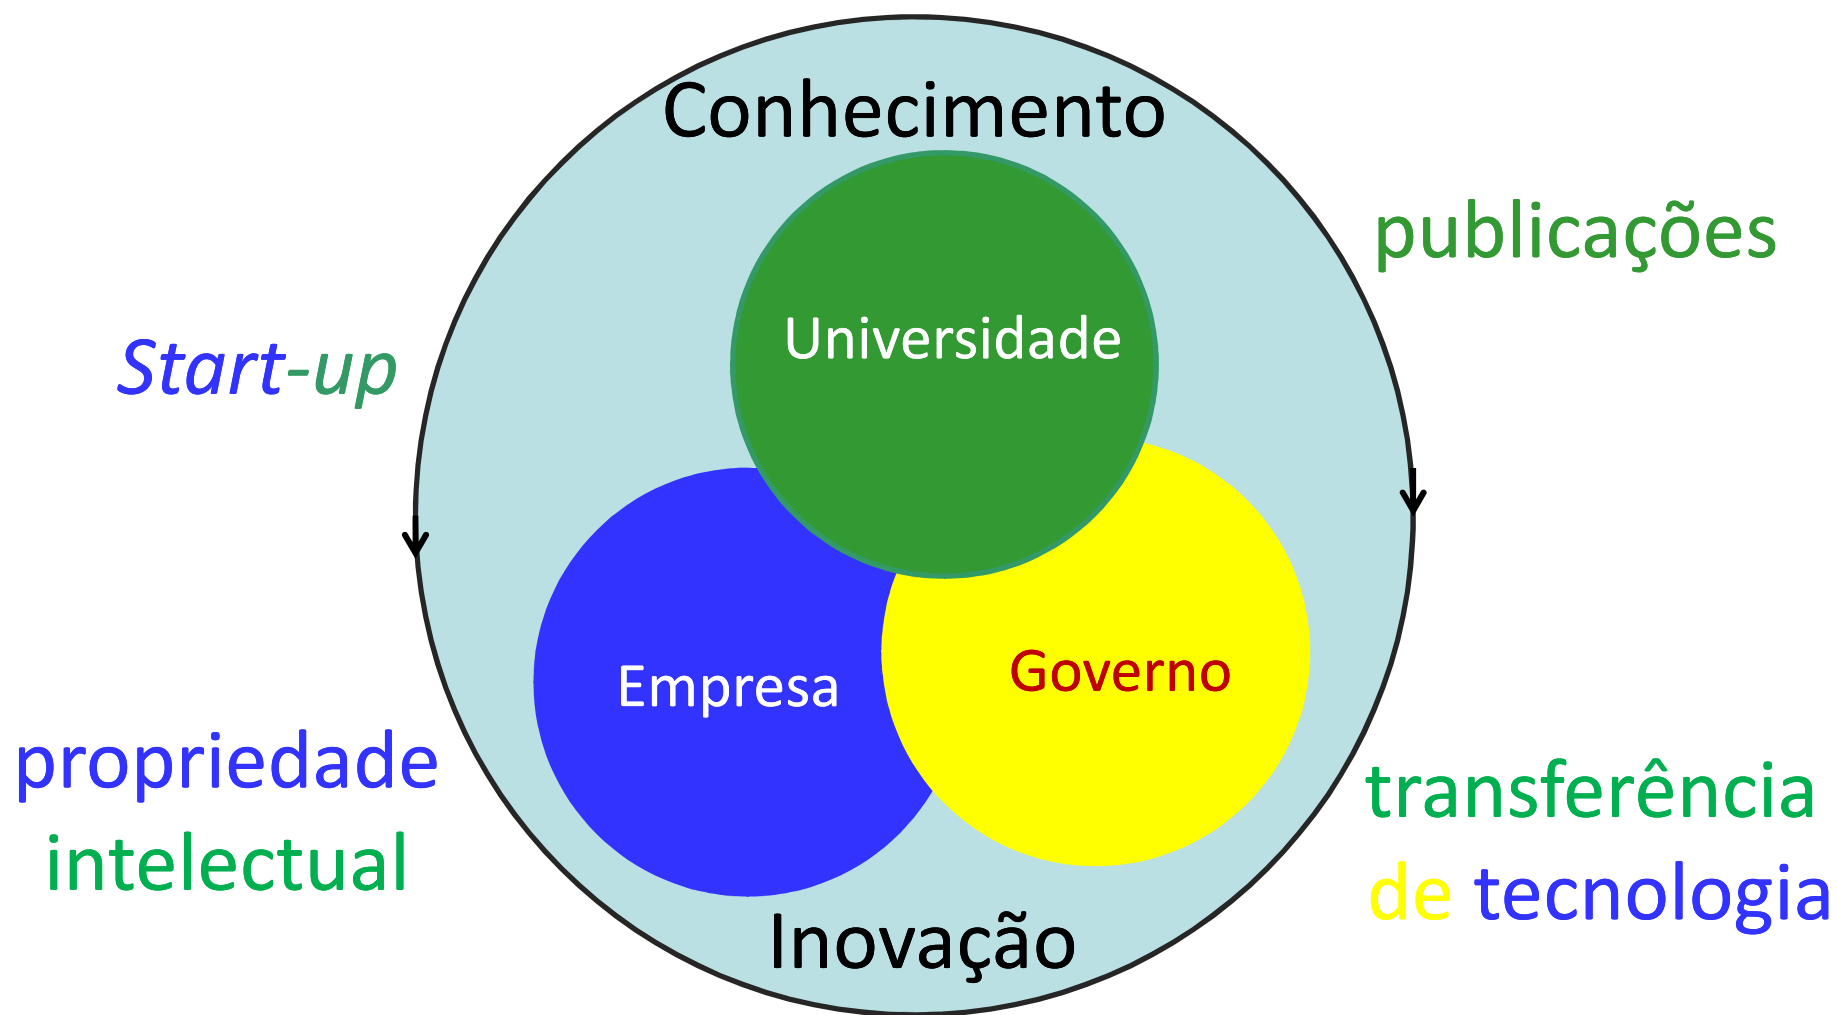 Conhecimento
publicações
Universidade
Start-up
Empresa
Governo
propriedade
intelectual
transferência
de tecnologia
Inovação